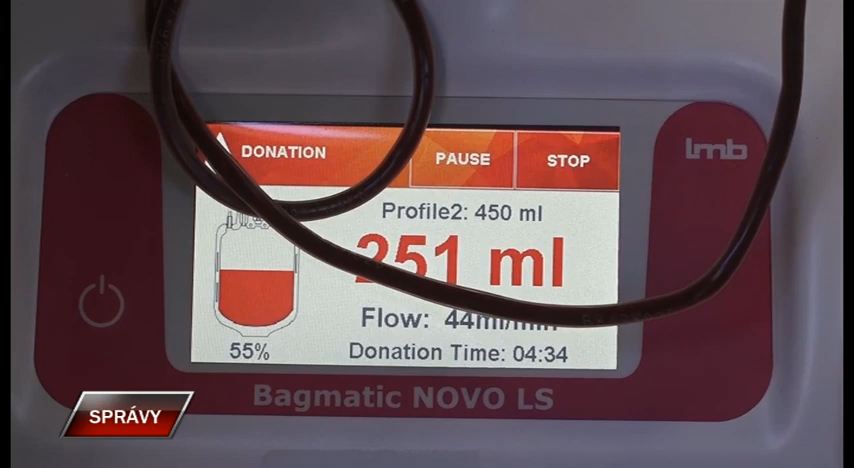 DONATION
PAUSE
STOP
lmb
Profile2: 450 ml
251 ml
Flow: 44ml/min
55%
Donation Time: 04:34
Bagmatic NOVO LS
SPRÁVY